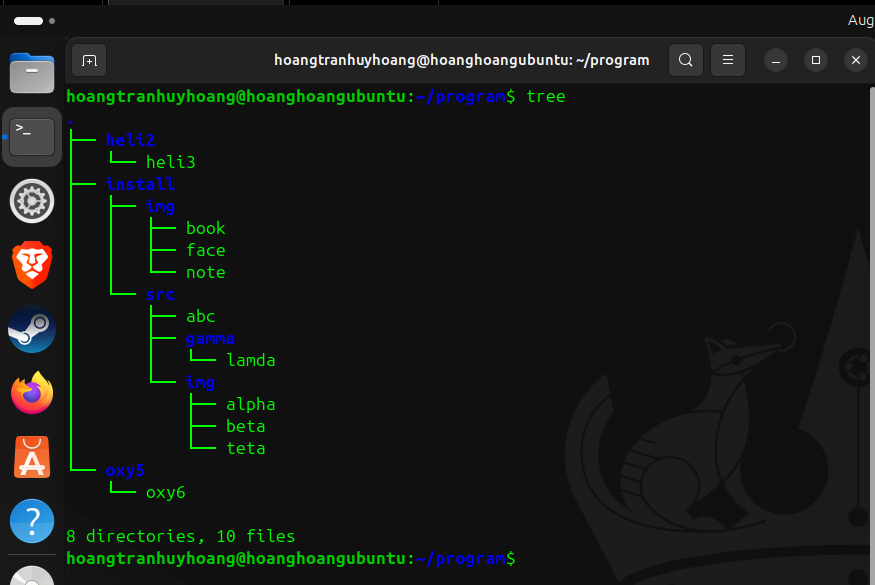 Aug
hoangtranhuyhoang@hoanghoangubuntu: ~/program
hoangtranhuyhoang@hoanghoangubuntu:~/program$ tree
.
├── heli2
│   └── heli3
├── install
│   ├── img
│   │   ├── book
│   │   ├── face
│   │   └── note
│   └── src
│       ├── abc
│       ├── gamma
│       │   └── lamda
│       └── img
│           ├── alpha
│           ├── beta
│           └── teta
└── oxy5
    └── oxy6
8 directories, 10 files
hoangtranhuyhoang@hoanghoangubuntu:~/program$